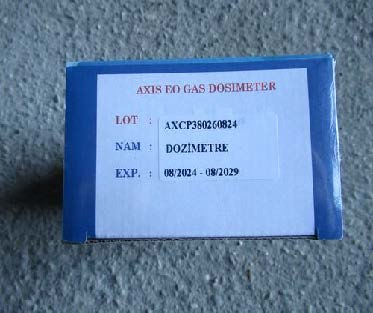 AXIS EO GAS DOSIMETER
LOT : AXCP380260824
NAM : DOZİMETRE
EXP. : 08/2024 - 08/2029